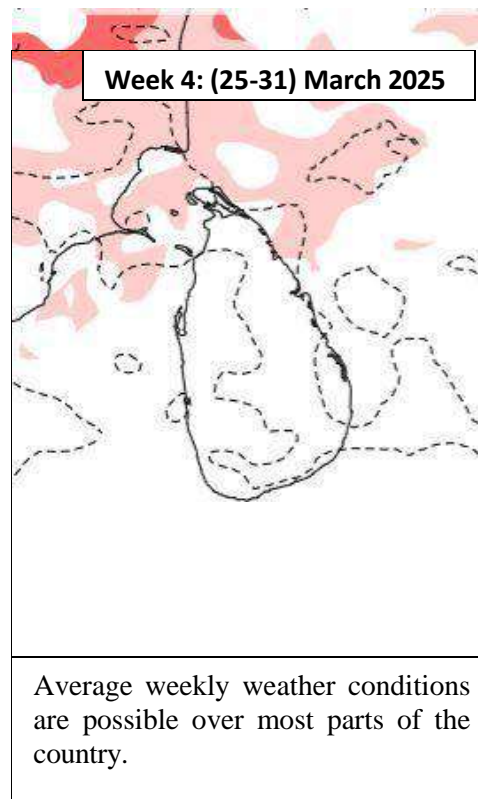 Week 4: (25-31) March 2025
Average weekly weather conditions
are possible over most parts of the
country.